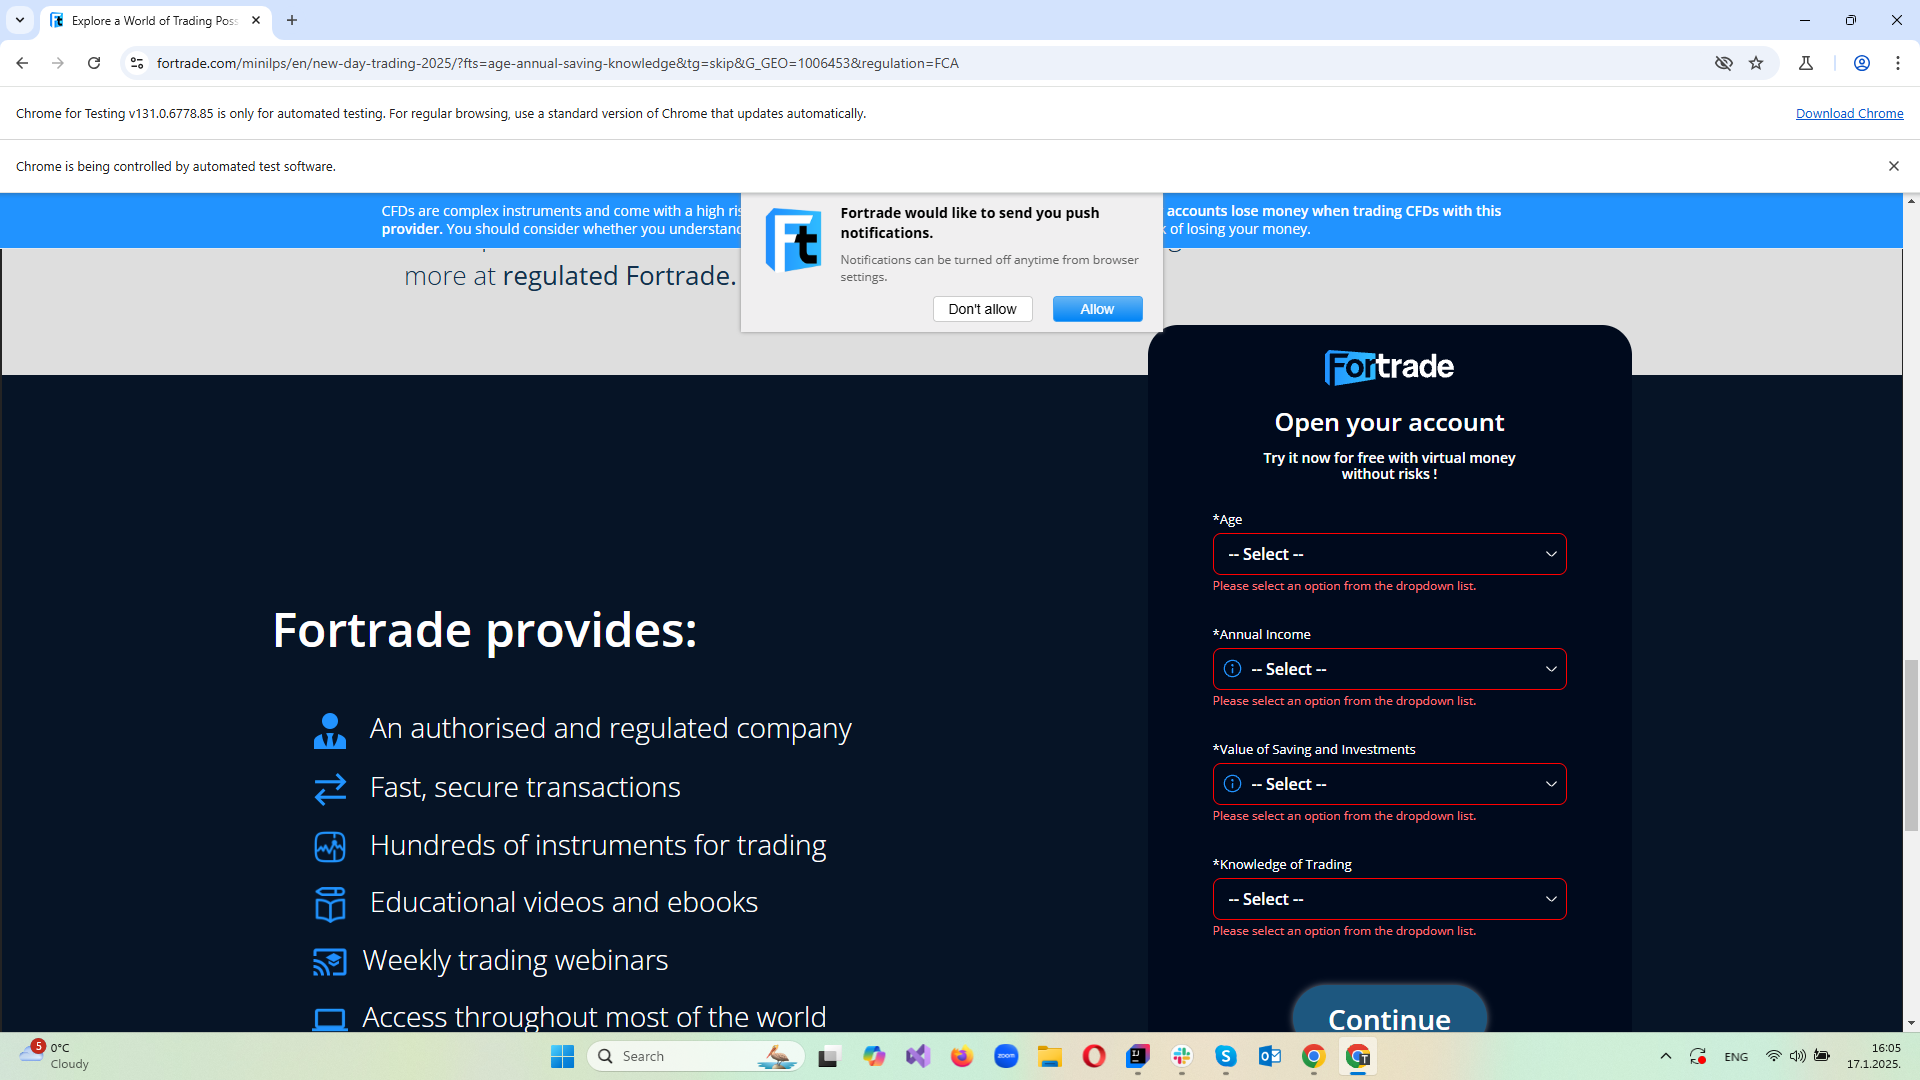 Explore a World of Trading Poss
fortrade.com/minilps/en/new-day-trading-2025/?fts=age-annual-saving-knowledge&tg=skip&G_GEO=1006453&regulation=FCA
Chrome for Testing v131.0.6778.85 is only for automated testing. For regular browsing, use a standard version of Chrome that updates automatically.
Download Chrome
Chrome is being controlled by automated test software.
CFDs are complex instruments and come with a high ris
accounts lose money when trading CFDs with this
provider. You should consider whether you understand
of losing your money.
Fortrade would like to send you push
notifications.
Notifications can be turned off anytime from browser
settings.
Don't allow
Allow
more at regulated Fortrade.
Fortrade
Open your account
Try it now for free with virtual money
without risks !
*Age
-- Select --
Please select an option from the dropdown list.
*Annual Income
-- Select --
Please select an option from the dropdown list.
*Value of Saving and Investments
-- Select --
Please select an option from the dropdown list.
*Knowledge of Trading
-- Select --
Please select an option from the dropdown list.
Continue
Fortrade provides:
An authorised and regulated company
Fast, secure transactions
Hundreds of instruments for trading
Educational videos and ebooks
Weekly trading webinars
Access throughout most of the world
5
0°C
Cloudy
Search
zoom
ENG
16:05
17.1.2025.